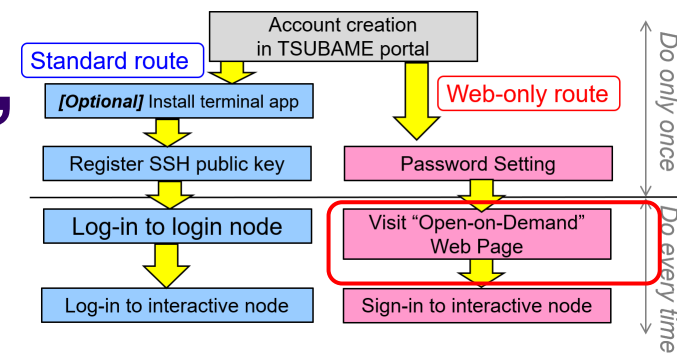 Account creation
in TSUBAME portal
Standard route
Web-only route
[Optional] Install terminal app
Register SSH public key
Password Setting
Do only once
Log-in to login node
Visit “Open-on-Demand”
Web Page
Log-in to interactive node
Sign-in to interactive node
Do every time